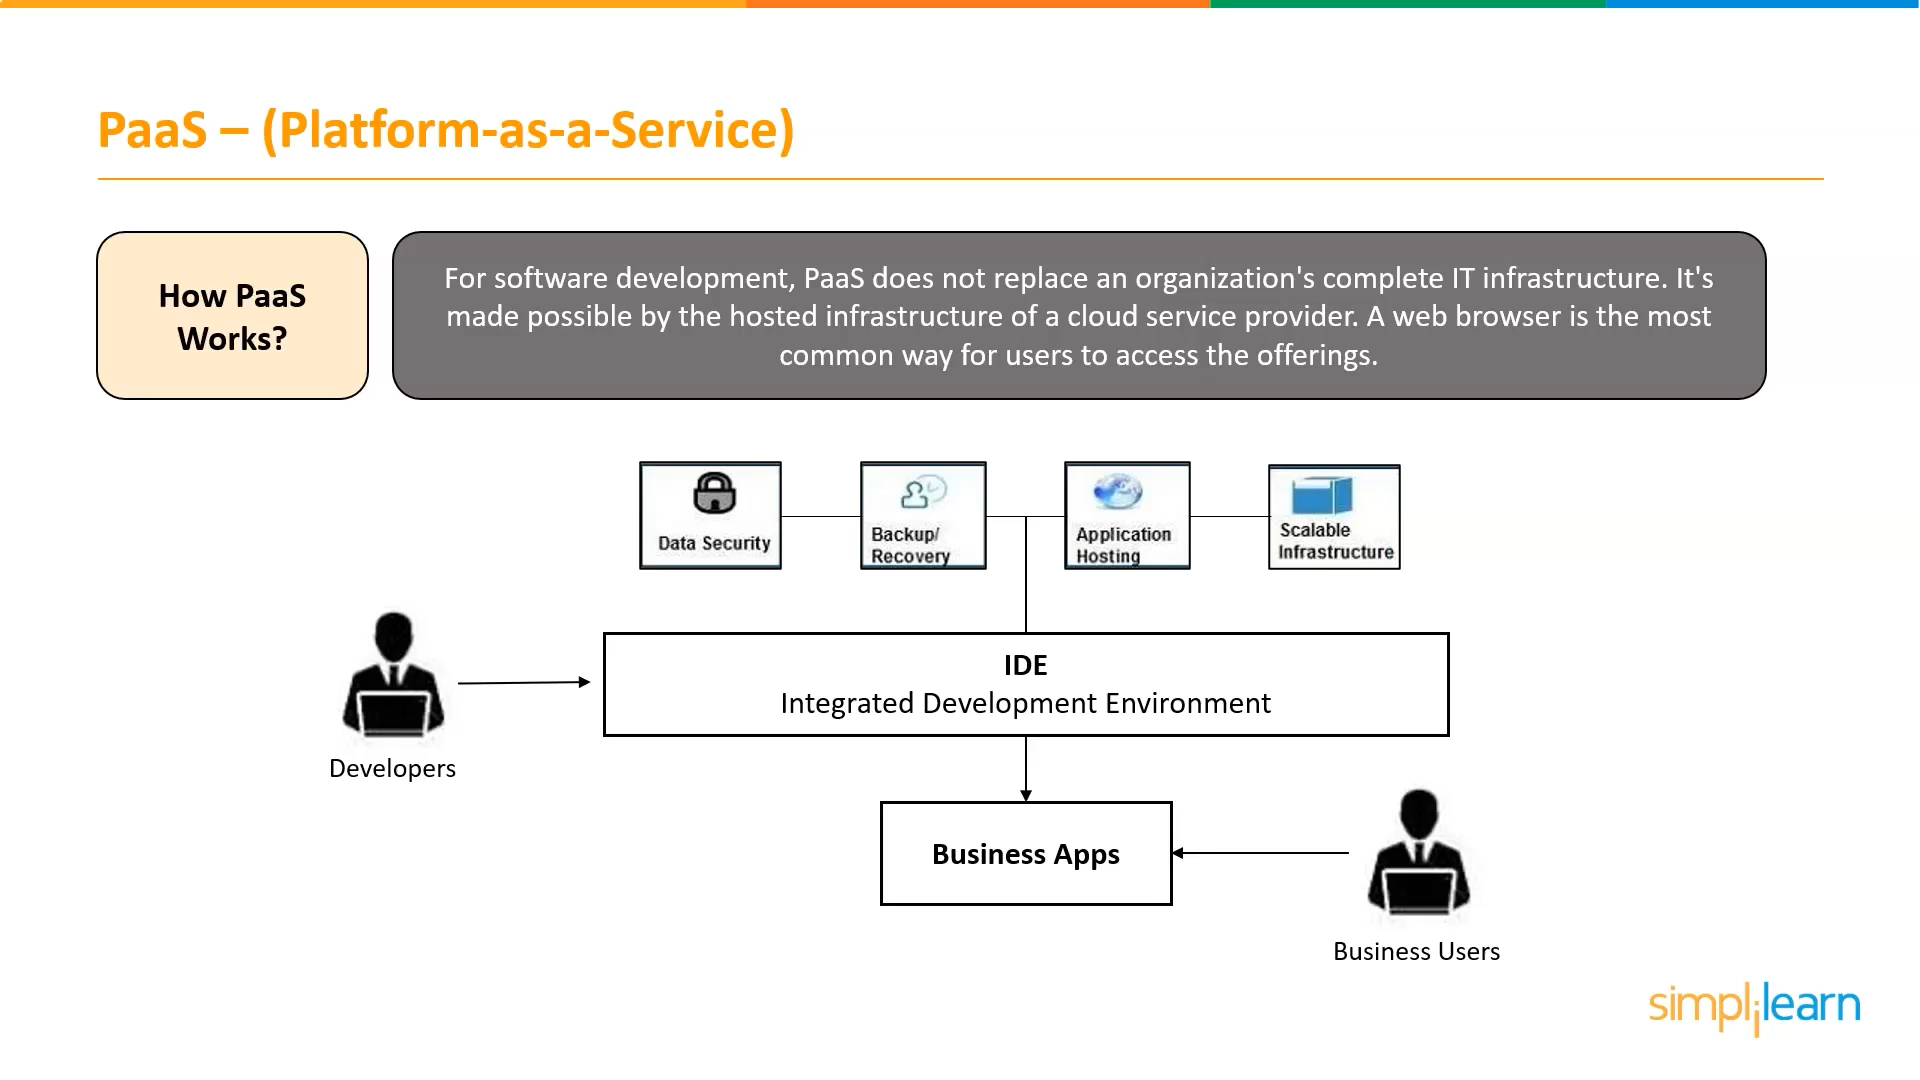 PaaS – (Platform-as-a-Service)
How PaaS
Works?
For software development, PaaS does not replace an organization's complete IT infrastructure. It's
made possible by the hosted infrastructure of a cloud service provider. A web browser is the most
common way for users to access the offerings.
Data Security
Backup/
Recovery
Application
Hosting
Scalable
Infrastructure
IDE
Integrated Development Environment
Developers
Business Apps
Business Users
simplilearn